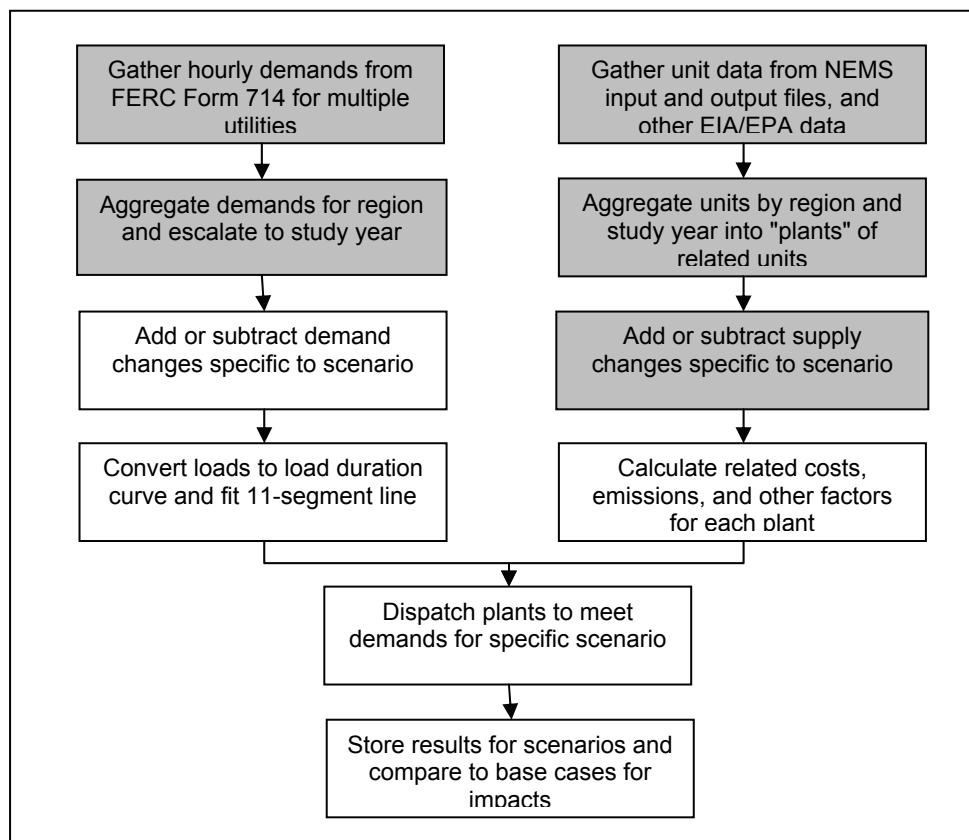 Gather hourly demands from
FERC Form 714 for multiple
utilities
Gather unit data from NEMS
input and output files, and
other EIA/EPA data
Aggregate demands for region
and escalate to study year
Aggregate units by region and
study year into "plants" of
related units
Add or subtract demand
changes specific to scenario
Add or subtract supply
changes specific to scenario
Convert loads to load duration
curve and fit 11-segment line
Calculate related costs,
emissions, and other factors
for each plant
Dispatch plants to meet
demands for specific scenario
Store results for scenarios and
compare to base cases for
impacts